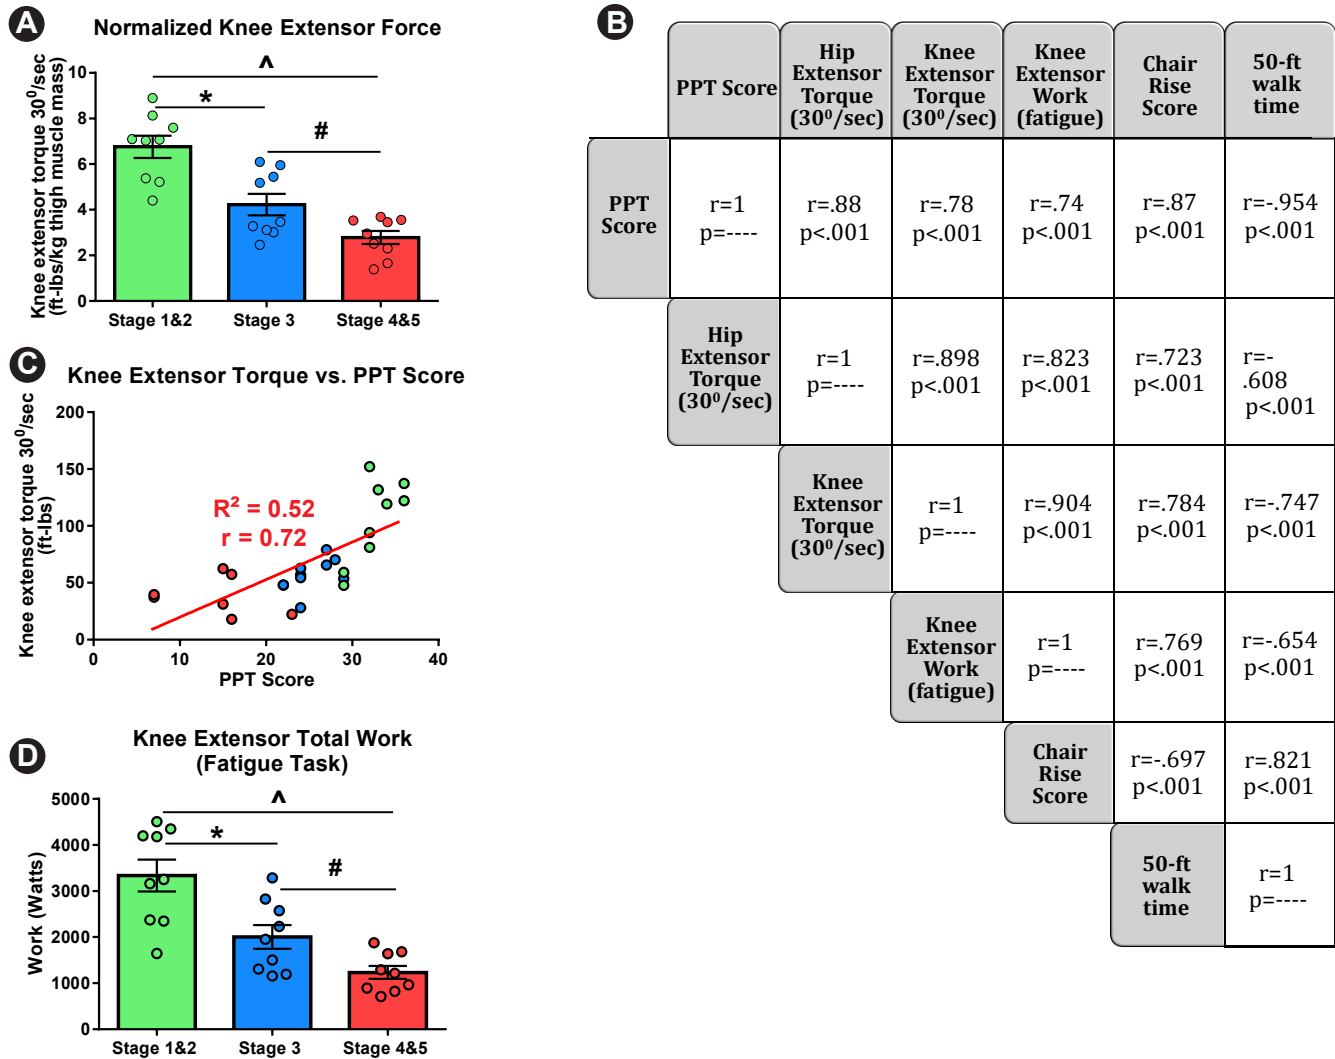 A
Normalized Knee Extensor Force
Knee extensor torque 30⁰/sec
(ft-lbs/kg thigh muscle mass)
10
8
6
4
2
0
^
*
#
Stage 1&2
Stage 3
Stage 4&5
B
PPT Score
Hip
Extensor
Torque
(30⁰/sec)
Knee
Extensor
Torque
(30⁰/sec)
Knee
Extensor
Work
(fatigue)
Chair
Rise
Score
50-ft
walk
time
PPT
Score
r=1
p=----
r=.88
p<.001
r=.78
p<.001
r=.74
p<.001
r=.87
p<.001
r=-.954
p<.001
Hip
Extensor
Torque
(30⁰/sec)
r=1
p=----
r=.898
p<.001
r=.823
p<.001
r=.723
p<.001
r=-
.608
p<.001
Knee
Extensor
Torque
(30⁰/sec)
r=1
p=----
r=.904
p<.001
r=.784
p<.001
r=-.747
p<.001
Knee
Extensor
Work
(fatigue)
r=1
p=----
r=.769
p<.001
r=-.654
p<.001
Chair
Rise
Score
r=-.697
p<.001
r=.821
p<.001
50-ft
walk
time
r=1
p=----
C
Knee Extensor Torque vs. PPT Score
Knee extensor torque 30⁰/sec
(ft-lbs)
200
150
100
50
0
R² = 0.52
r = 0.72
0
10
20
30
40
PPT Score
D
Knee Extensor Total Work
(Fatigue Task)
Work (Watts)
5000
4000
3000
2000
1000
0
^
*
#
Stage 1&2
Stage 3
Stage 4&5